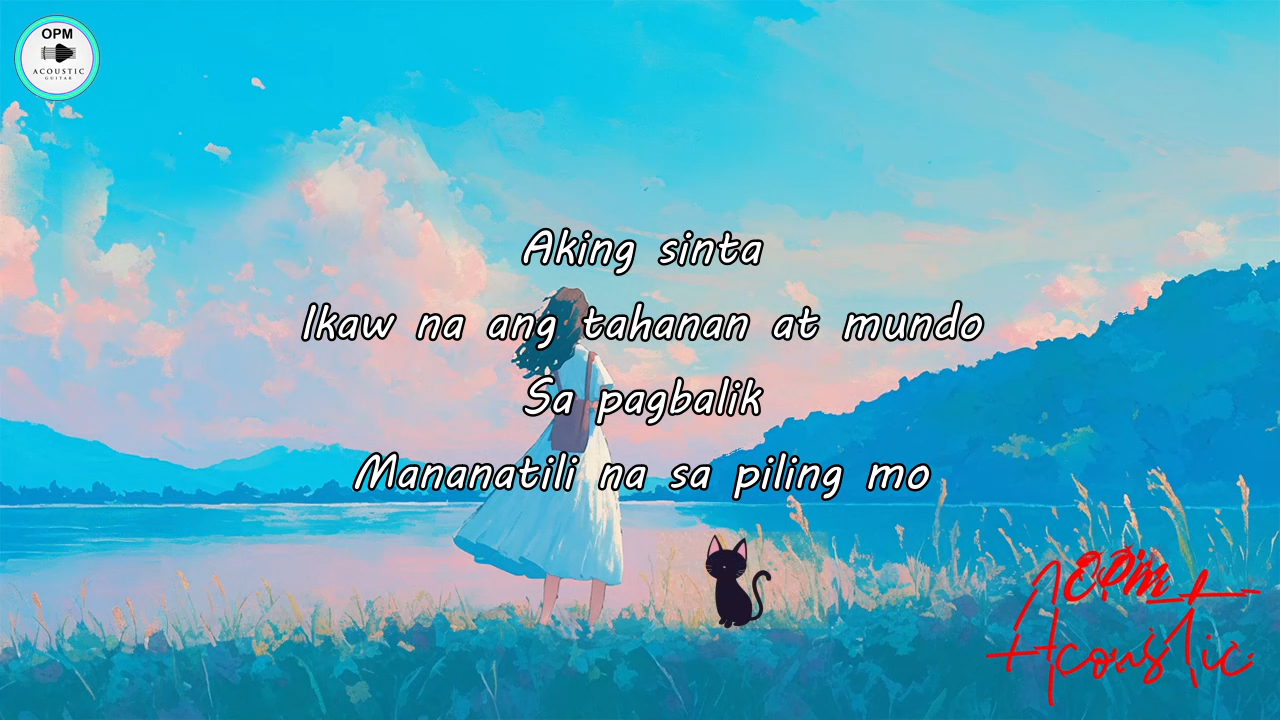 OPM
ACOUSTIC
GUITAR
Aking sinta
Ikaw na ang tahanan at mundo
Sa pagbalik
Mananatili na sa piling mo
OPM
Acoustic